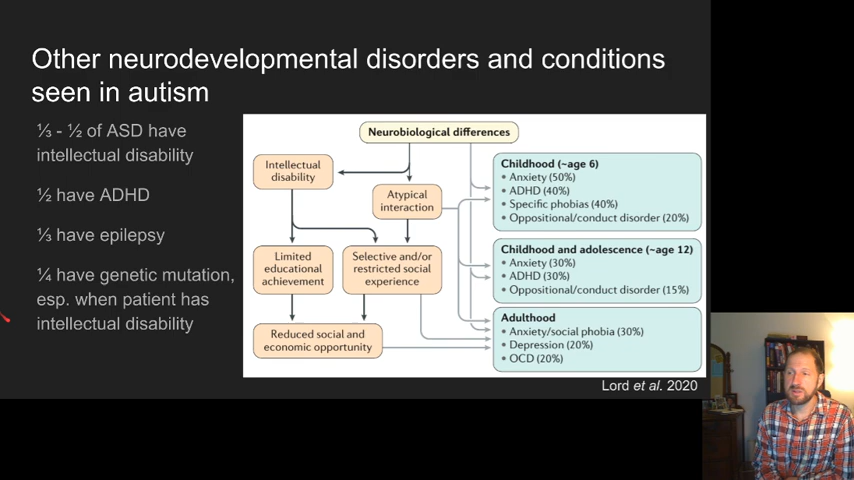 Other neurodevelopmental disorders and conditions
seen in autism
⅓ - ½ of ASD have
intellectual disability
½ have ADHD
⅓ have epilepsy
¼ have genetic mutation,
esp. when patient has
intellectual disability
Neurobiological differences
Intellectual
disability
Atypical
interaction
Limited
educational
achievement
Selective and/or
restricted social
experience
Reduced social and
economic opportunity
Childhood (~age 6)
• Anxiety (50%)
• ADHD (40%)
• Specific phobias (40%)
• Oppositional/conduct disorder (20%)
Childhood and adolescence (~age 12)
• Anxiety (30%)
• ADHD (30%)
• Oppositional/conduct disorder (15%)
Adulthood
• Anxiety/social phobia (30%)
• Depression (20%)
• OCD (20%)
Lord et al. 2020